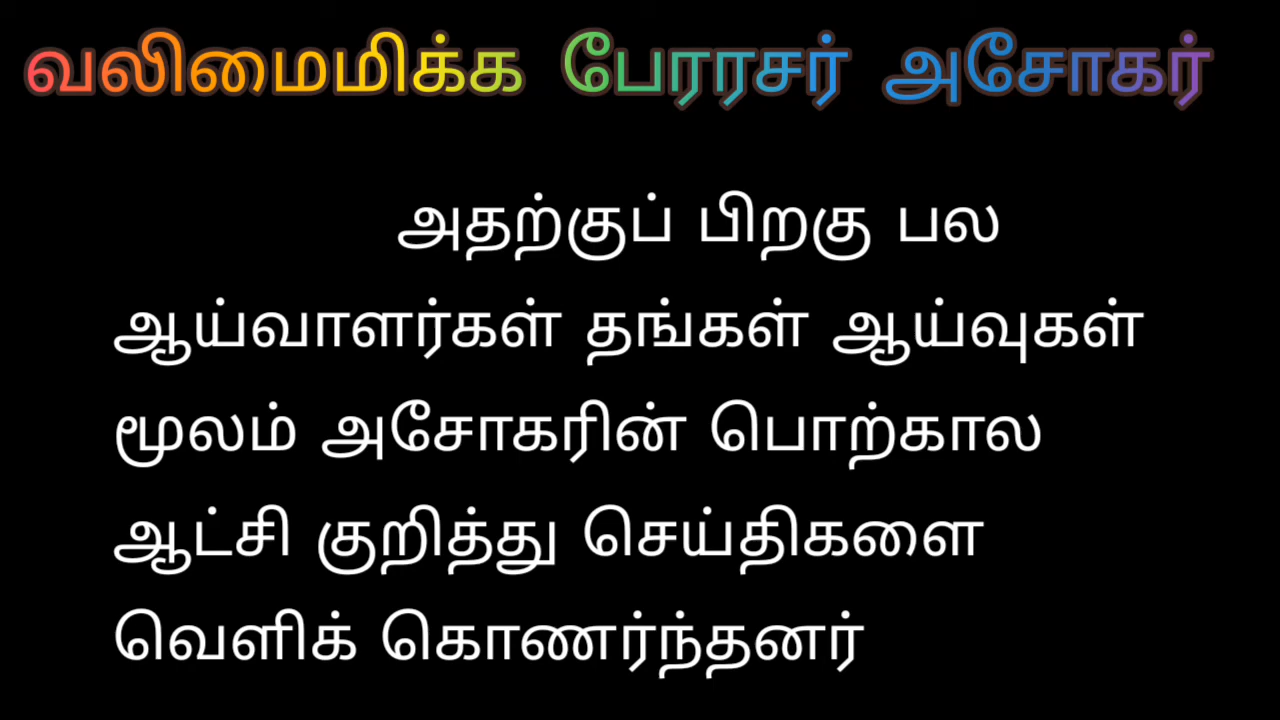 வலிமைமிக்க பேரரசர் அசோகர்
அதற்குப் பிறகு பல
ஆய்வாளர்கள் தங்கள் ஆய்வுகள்
மூலம் அசோகரின் பொற்கால
ஆட்சி குறித்து செய்திகளை
வெளிக் கொணர்ந்தனர்